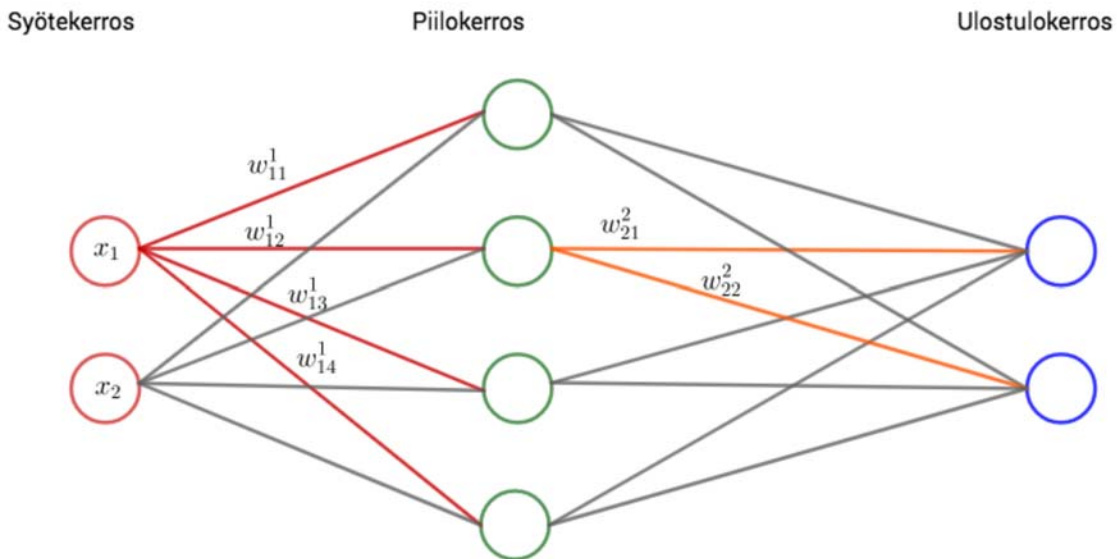 Syötekerros Piilokerros Ulostulokerros
w¹₁₁
w²₂₁
x₁ w¹₁₂
w²₂₂
w¹₁₃
w¹₁₄
x₂